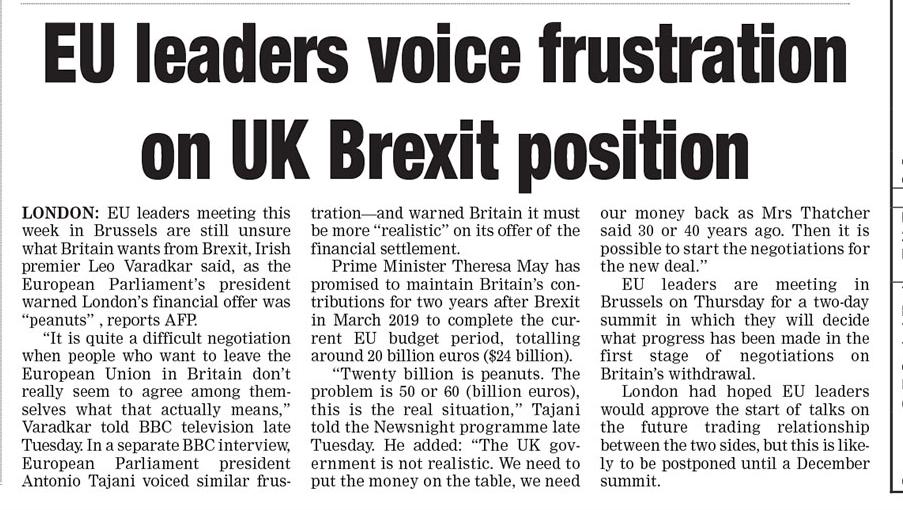 EU leaders voice frustration
on UK Brexit position
LONDON: EU leaders meeting this
week in Brussels are still unsure
what Britain wants from Brexit, Irish
premier Leo Varadkar said, as the
European Parliament's president
warned London's financial offer was
“peanuts” , reports AFP.
“It is quite a difficult negotiation
when people who want to leave the
European Union in Britain don't
really seem to agree among them-
selves what that actually means,”
Varadkar told BBC television late
Tuesday. In a separate BBC interview,
European Parliament president
Antonio Tajani voiced similar frus-
tration—and warned Britain it must
be more “realistic” on its offer of the
financial settlement.
Prime Minister Theresa May has
promised to maintain Britain's con-
tributions for two years after Brexit
in March 2019 to complete the cur-
rent EU budget period, totalling
around 20 billion euros ($24 billion).
“Twenty billion is peanuts. The
problem is 50 or 60 (billion euros),
this is the real situation,” Tajani
told the Newsnight programme late
Tuesday. He added: “The UK gov-
ernment is not realistic. We need to
put the money on the table, we need
our money back as Mrs Thatcher
said 30 or 40 years ago. Then it is
possible to start the negotiations for
the new deal.”
EU leaders are meeting in
Brussels on Thursday for a two-day
summit in which they will decide
what progress has been made in the
first stage of negotiations on
Britain's withdrawal.
London had hoped EU leaders
would approve the start of talks on
the future trading relationship
between the two sides, but this is like-
ly to be postponed until a December
summit.